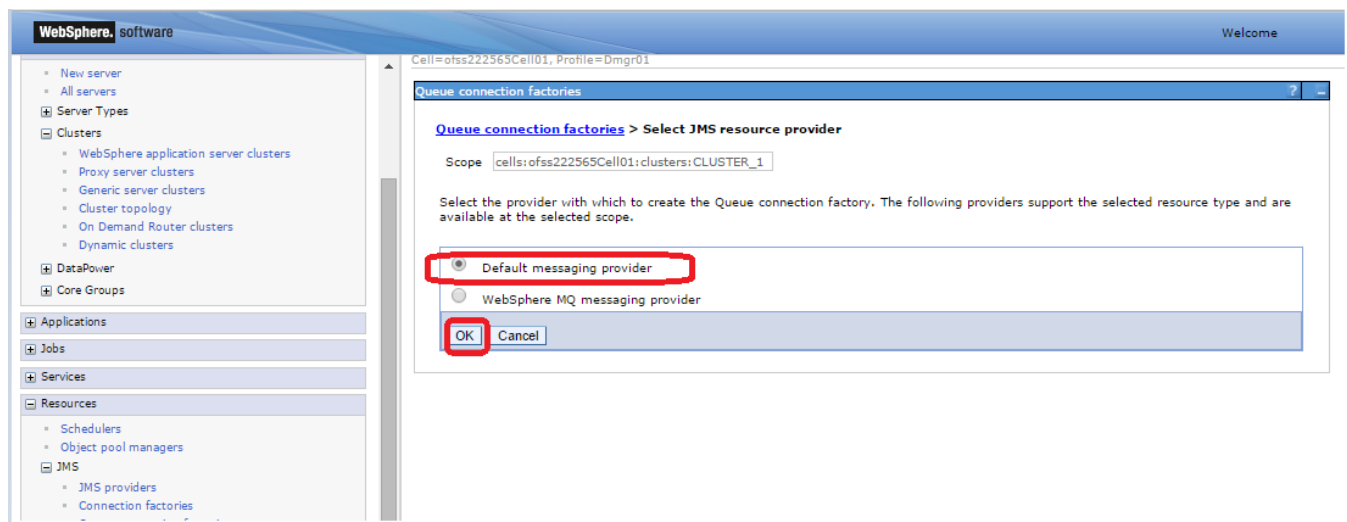 WebSphere. software
Welcome
New server
All servers
Server Types
Clusters
WebSphere application server clusters
Proxy server clusters
Generic server clusters
Cluster topology
On Demand Router clusters
Dynamic clusters
DataPower
Core Groups
Applications
Jobs
Services
Resources
Schedulers
Object pool managers
JMS
JMS providers
Connection factories
Cell=ofss222565Cell01, Profile=Dmgr01
Queue connection factories ? –
Queue connection factories > Select JMS resource provider
Scope cells:ofss222565Cell01:clusters:CLUSTER_1
Select the provider with which to create the Queue connection factory. The following providers support the selected resource type and are
available at the selected scope.
Default messaging provider
WebSphere MQ messaging provider
OK Cancel